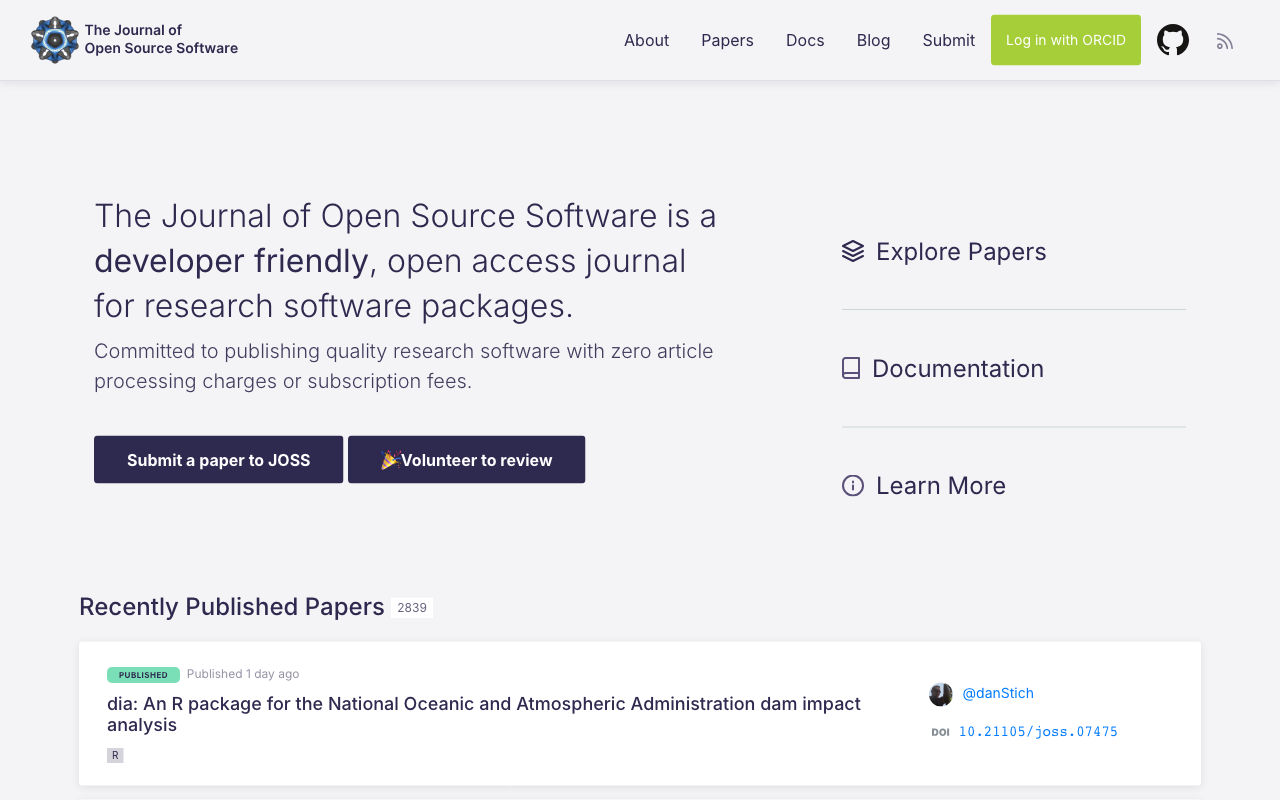 The Journal of
Open Source Software
About Papers Docs Blog Submit Log in with ORCID
The Journal of Open Source Software is a
developer friendly, open access journal
for research software packages.
Committed to publishing quality research software with zero article
processing charges or subscription fees.
Submit a paper to JOSS
🎉Volunteer to review
Explore Papers
Documentation
Learn More
Recently Published Papers 2839
PUBLISHED Published 1 day ago
dia: An R package for the National Oceanic and Atmospheric Administration dam impact
analysis
R
@danStich
DOI 10.21105/joss.07475